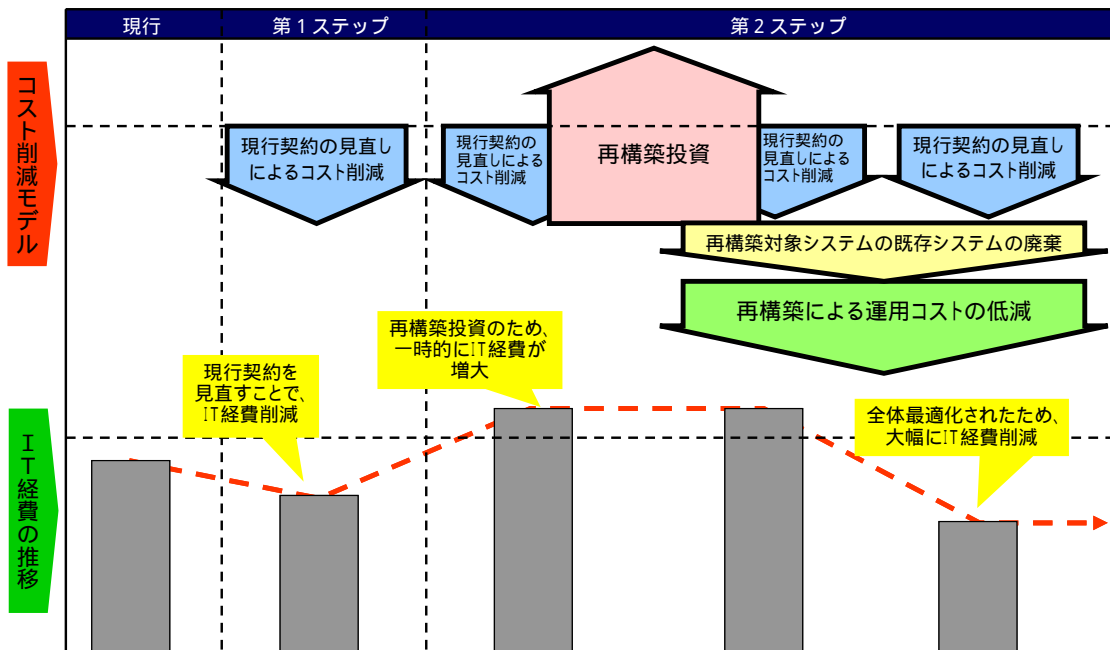 現行
第1ステップ
第2ステップ
コスト削減モデル
現行契約の見直し
によるコスト削減
現行契約の
見直しによる
コスト削減
再構築投資
現行契約の
見直しによる
コスト削減
現行契約の見直し
によるコスト削減
再構築対象システムの既存システムの廃棄
再構築による運用コストの低減
IT経費の推移
現行契約を
見直すことで、
IT経費削減
再構築投資のため、
一時的にIT経費が
増大
全体最適化されたため、
大幅にIT経費削減